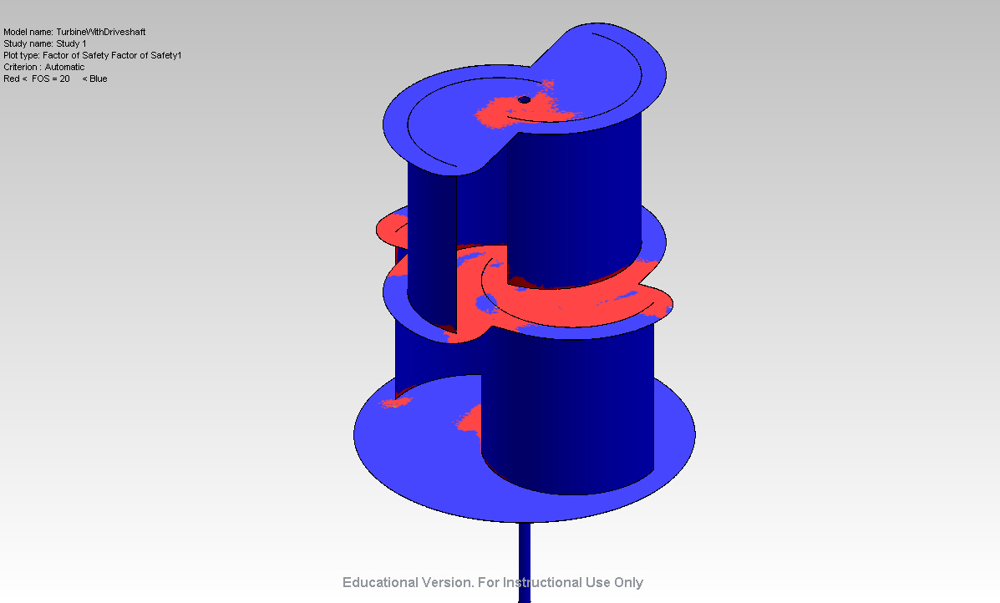 Model name: TurbineWithDriveshaft
Study name: Study 1
Plot type: Factor of Safety Factor of Safety1
Criterion : Automatic
Red < FOS = 20 < Blue
Educational Version. For Instructional Use Only